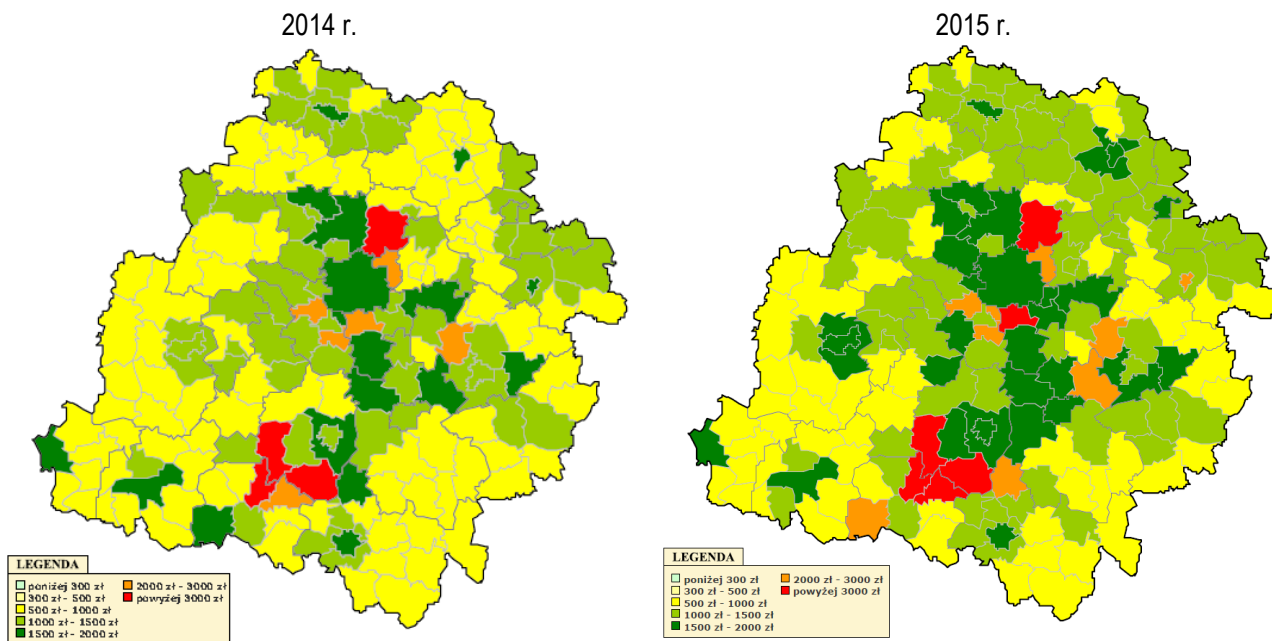 2014 r.
2015 r.
LEGENDA
poniżej 300 zł
300 zł - 500 zł
500 zł - 1000 zł
1000 zł - 1500 zł
1500 zł - 2000 zł
2000 zł - 3000 zł
powyżej 3000 zł
LEGENDA
poniżej 300 zł
300 zł - 500 zł
500 zł - 1000 zł
1000 zł - 1500 zł
1500 zł - 2000 zł
2000 zł - 3000 zł
powyżej 3000 zł